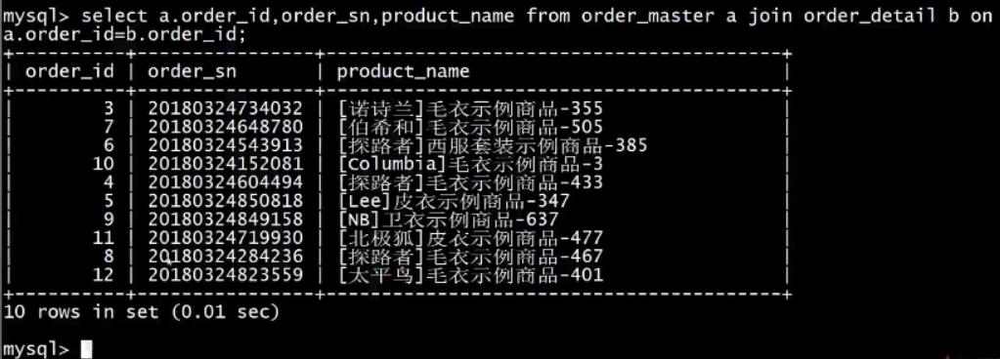 mysql> select a.order_id,order_sn,product_name from order_master a join order_detail b on
a.order_id=b.order_id;
+----------+--------------+---------------------------------------+
| order_id | order_sn | product_name |
+----------+--------------+---------------------------------------+
| 3 | 20180324734032 | [诺诗兰]毛衣示例商品-355
| 7 | 20180324648780 | [伯希和]毛衣示例商品-505
| 6 | 20180324543913 | [探路者]西服套装示例商品-385
| 10 | 20180324152081 | [Columbia]毛衣示例商品-3
| 4 | 20180324604494 | [探路者]毛衣示例商品-433
| 5 | 20180324850818 | [Lee]皮衣示例商品-347
| 9 | 20180324849158 | [NB]卫衣示例商品-637
| 11 | 20180324719930 | [北极狐]皮衣示例商品-477
| 8 | 20180324284236 | [探路者]毛衣示例商品-467
| 12 | 20180324823559 | [太平鸟]毛衣示例商品-401
+----------+--------------+---------------------------------------+
10 rows in set (0.01 sec)
mysql>